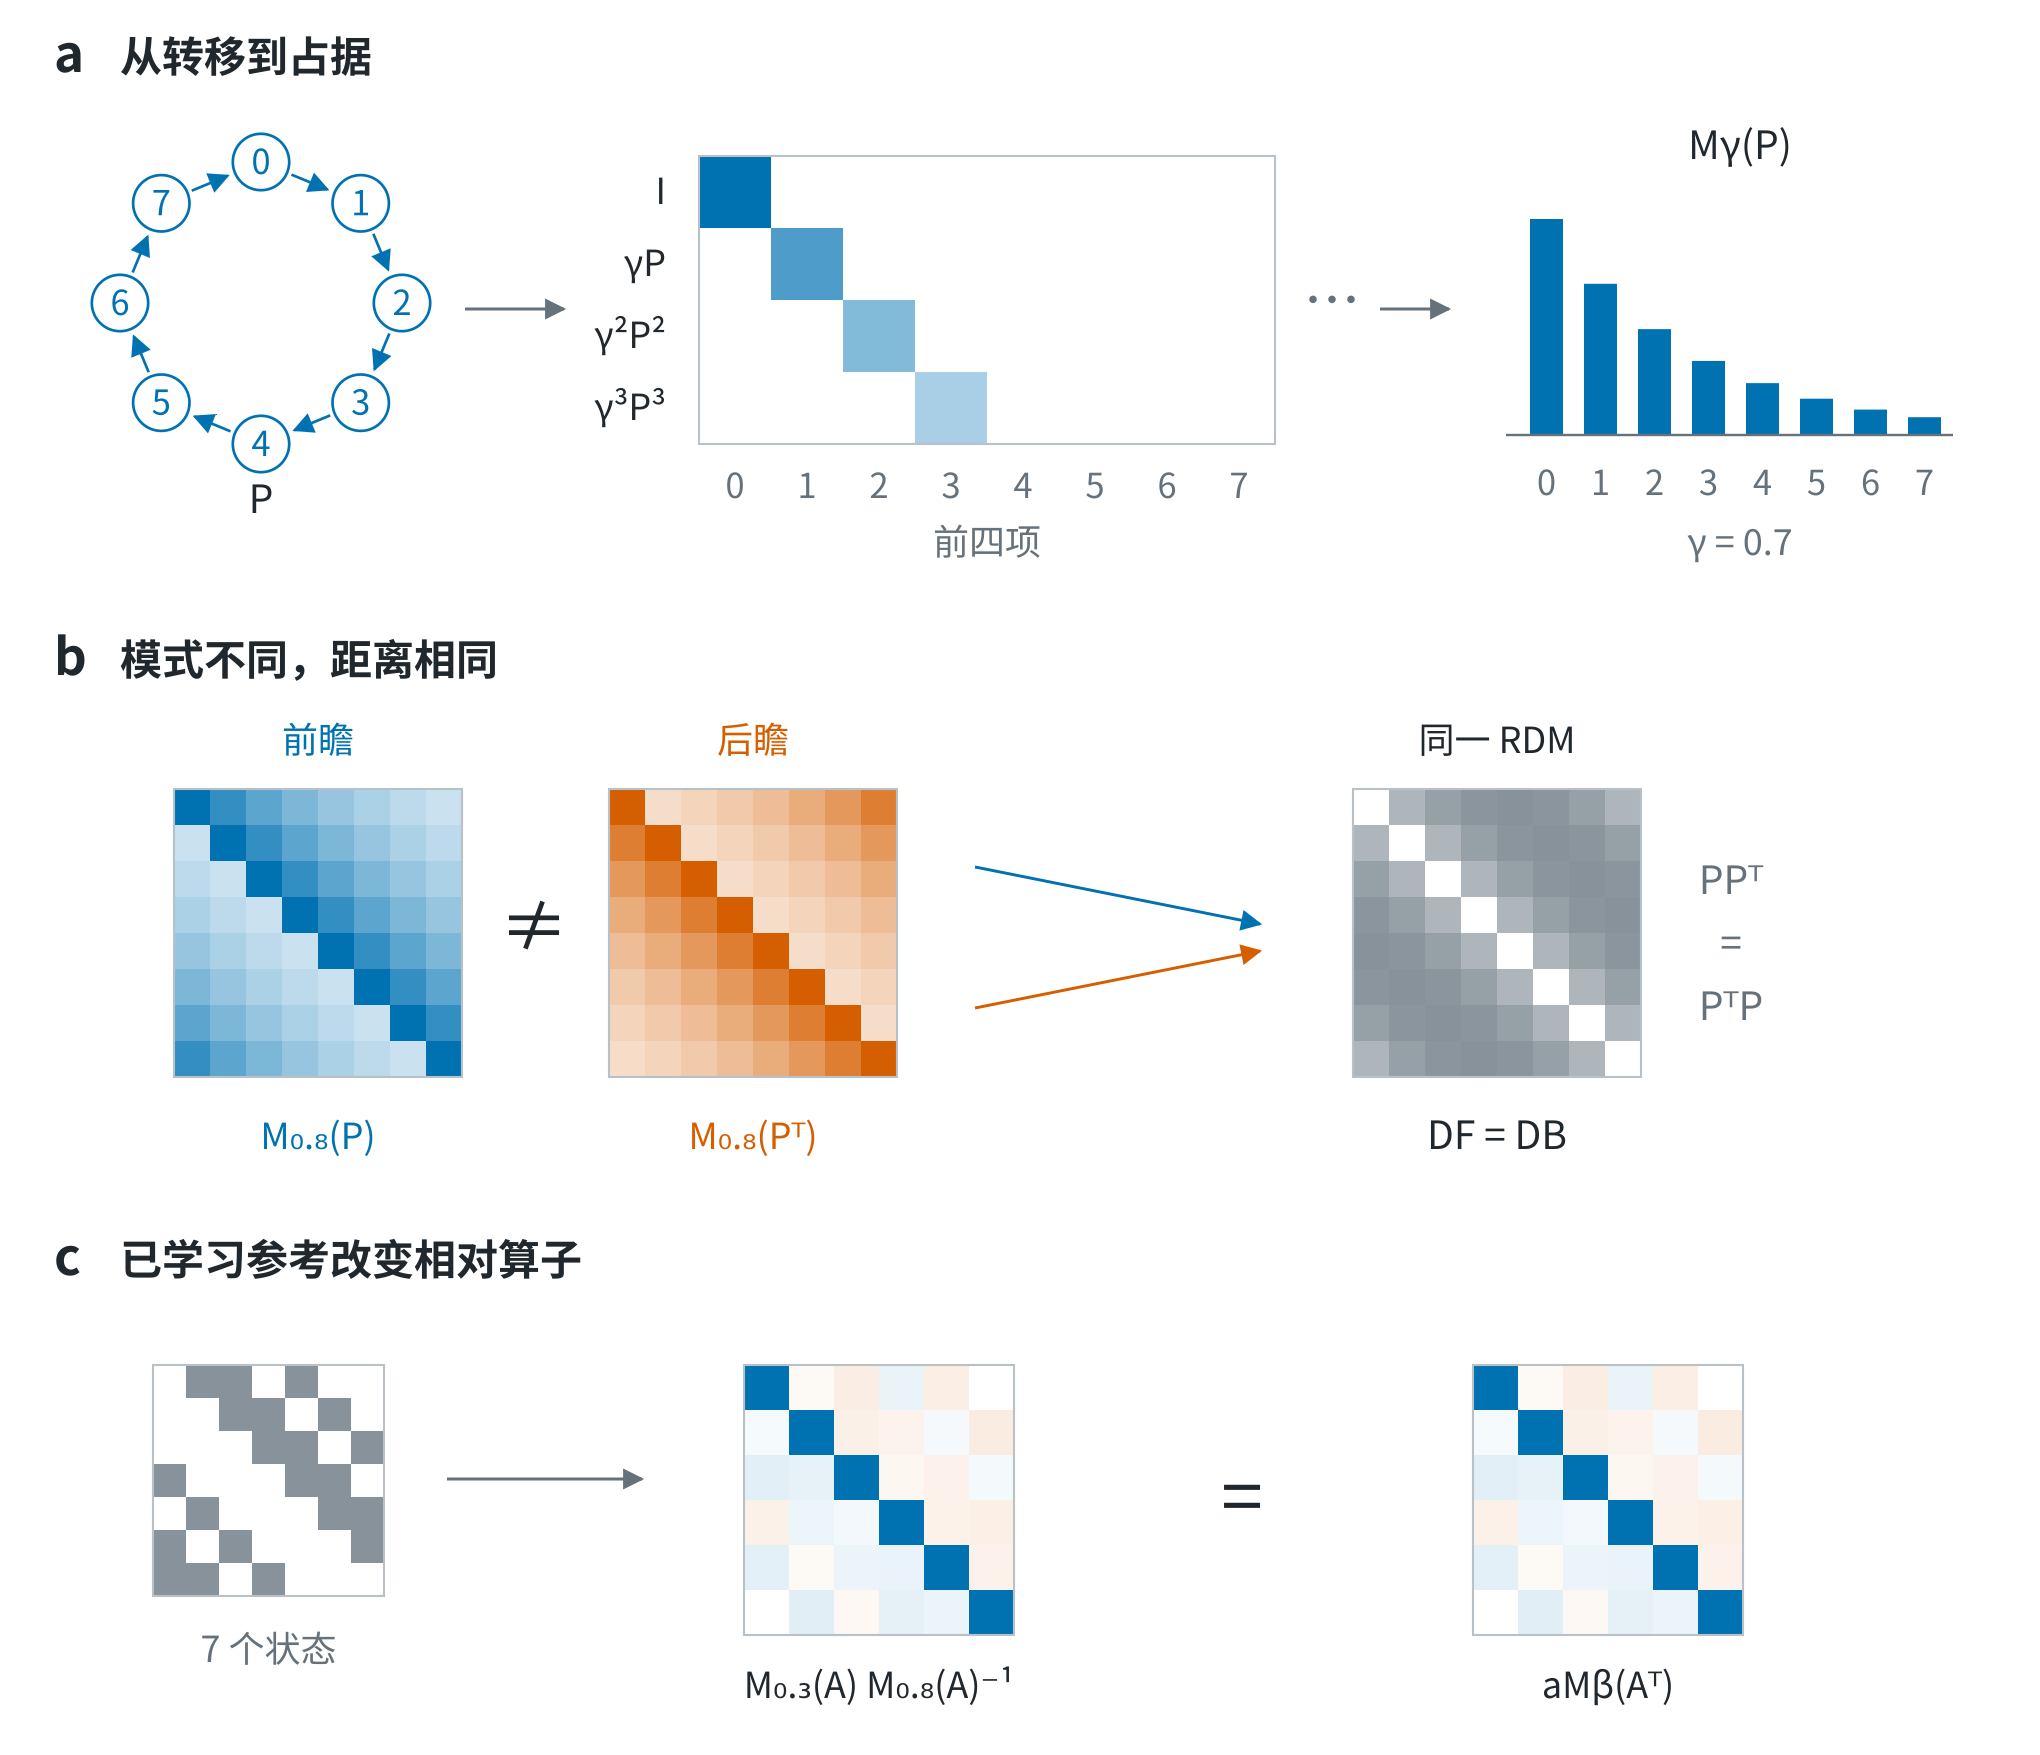 a 从转移到占据
0
1
2
3
4
5
6
7
P
I
γP
γ²P²
γ³P³
0 1 2 3 4 5 6 7
前四项
...
Mγ(P)
0 1 2 3 4 5 6 7
γ = 0.7
b 模式不同，距离相同
前瞻
≠
后瞻
同一 RDM
PPᵀ
=
PᵀP
M₀.₈(P)
M₀.₈(Pᵀ)
DF = DB
c 已学习参考改变相对算子
=
7 个状态
M₀.₃(A) M₀.₈(A)⁻¹
aMβ(Aᵀ)